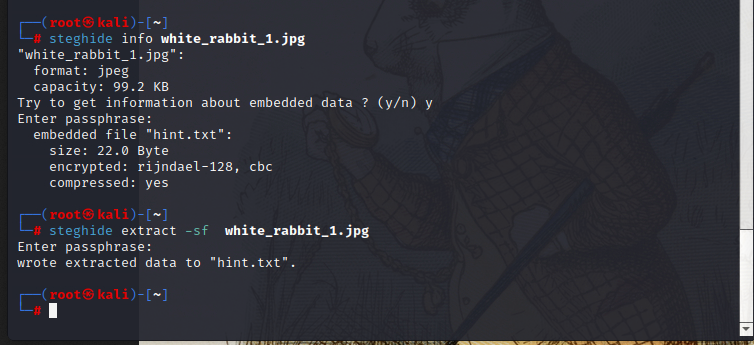 ┌──(root㉿kali)-[~]
└─# steghide info white_rabbit_1.jpg
"white_rabbit_1.jpg":
  format: jpeg
  capacity: 99.2 KB
Try to get information about embedded data ? (y/n) y
Enter passphrase:
  embedded file "hint.txt":
    size: 22.0 Byte
    encrypted: rijndael-128, cbc
    compressed: yes
┌──(root㉿kali)-[~]
└─# steghide extract -sf  white_rabbit_1.jpg
Enter passphrase:
wrote extracted data to "hint.txt".
┌──(root㉿kali)-[~]
└─#